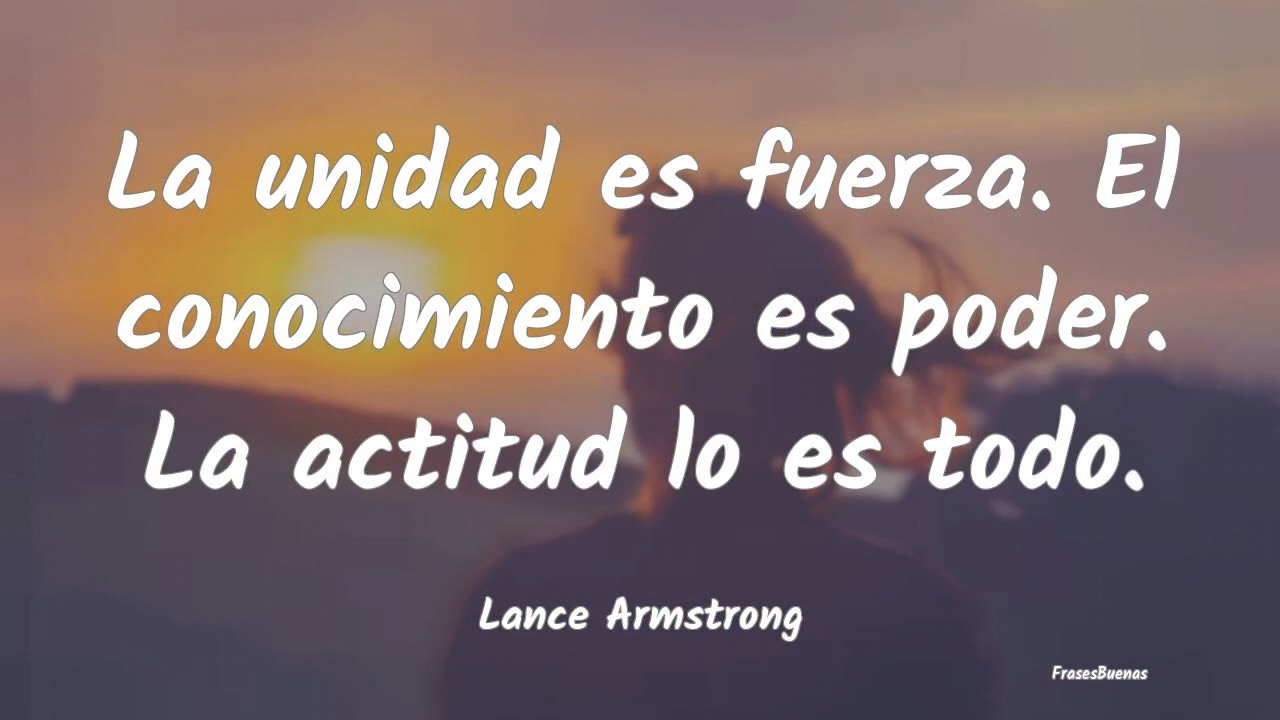 La unidad es fuerza. El
conocimiento es poder.
La actitud lo es todo.
Lance Armstrong
FrasesBuenas